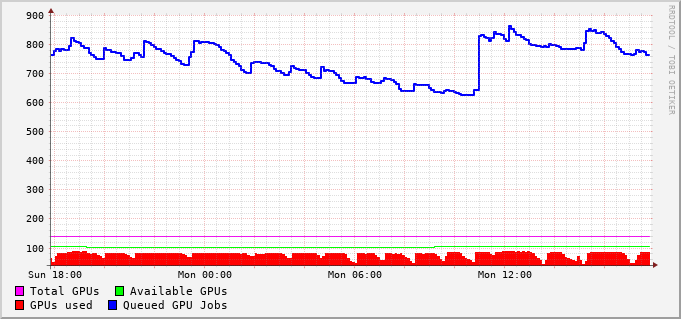 900
800
700
600
500
400
300
200
100
Sun 18:00 Mon 00:00 Mon 06:00 Mon 12:00
Total GPUs Available GPUs
GPUs used Queued GPU Jobs
RRDTOOL / TOBI OETIKER